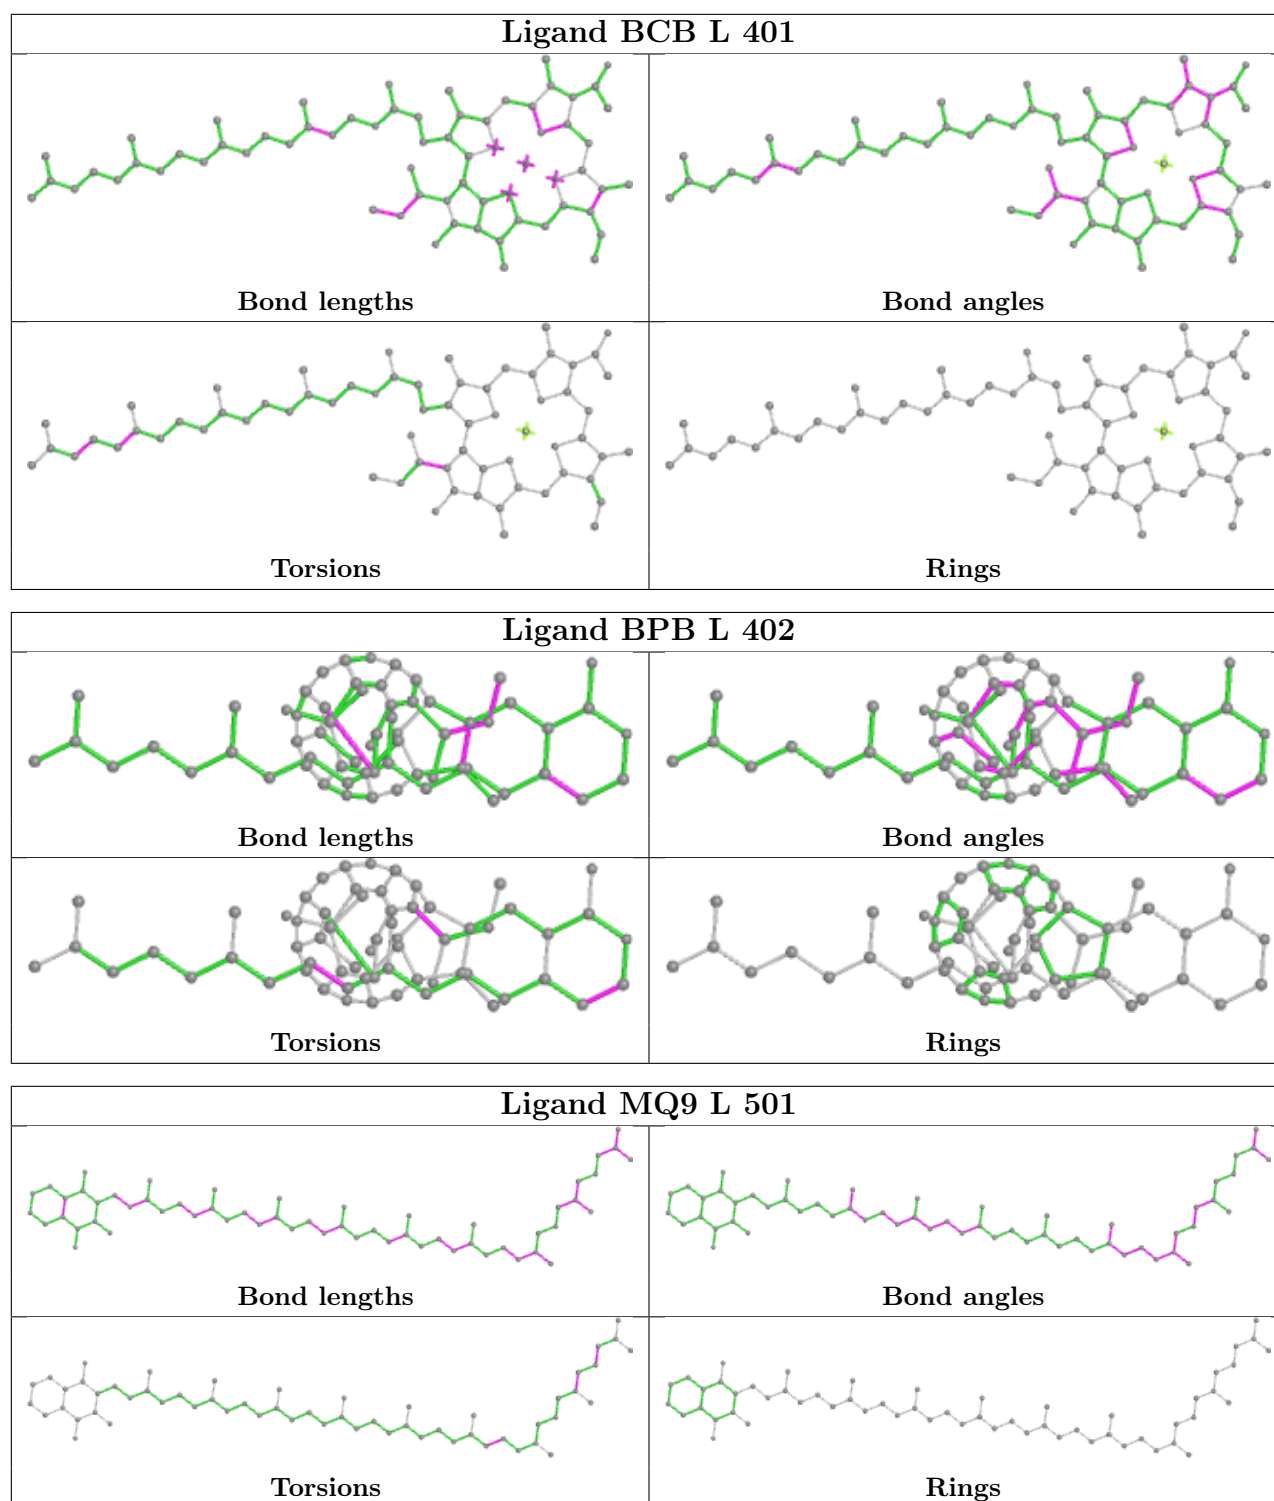 Ligand BCB L 401
Bond lengths
Bond angles
Torsions
Rings
Ligand BPB L 402
Bond lengths
Bond angles
Torsions
Rings
Ligand MQ9 L 501
Bond lengths
Bond angles
Torsions
Rings